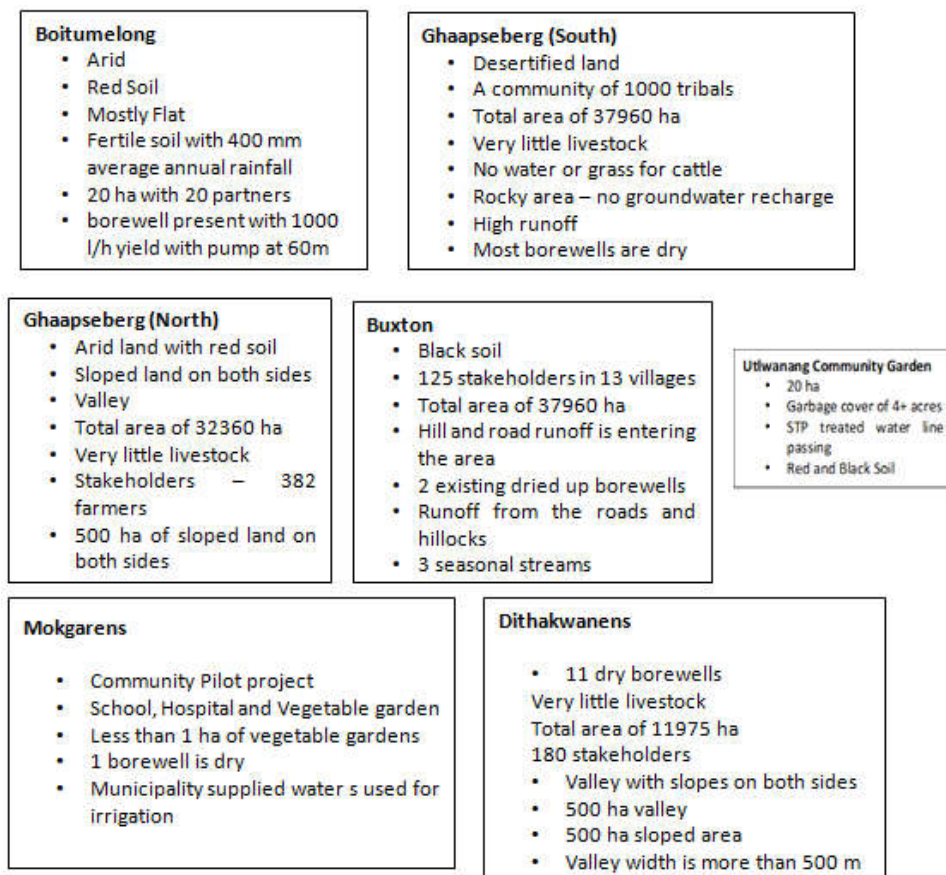 Boitumelong
• Arid
• Red Soil
• Mostly Flat
• Fertile soil with 400 mm
average annual rainfall
• 20 ha with 20 partners
• borewell present with 1000
l/h yield with pump at 60m
Ghaapseberg (South)
• Desertified land
• A community of 1000 tribals
• Total area of 37960 ha
• Very little livestock
• No water or grass for cattle
• Rocky area – no groundwater recharge
• High runoff
• Most borewells are dry
Ghaapseberg (North)
• Arid land with red soil
• Sloped land on both sides
• Valley
• Total area of 32360 ha
• Very little livestock
• Stakeholders – 382
farmers
• 500 ha of sloped land on
both sides
Buxton
• Black soil
• 125 stakeholders in 13 villages
• Total area of 37960 ha
• Hill and road runoff is entering
the area
• 2 existing dried up borewells
• Runoff from the roads and
hillocks
• 3 seasonal streams
Utlwanang Community Garden
• 20 ha
• Garbage cover of 4+ acres
• STP treated water line
passing
• Red and Black Soil
Mokgarens
• Community Pilot project
• School, Hospital and Vegetable garden
• Less than 1 ha of vegetable gardens
• 1 borewell is dry
• Municipality supplied water s used for
irrigation
Dithakwanens
• 11 dry borewells
Very little livestock
Total area of 11975 ha
180 stakeholders
• Valley with slopes on both sides
• 500 ha valley
• 500 ha sloped area
• Valley width is more than 500 m